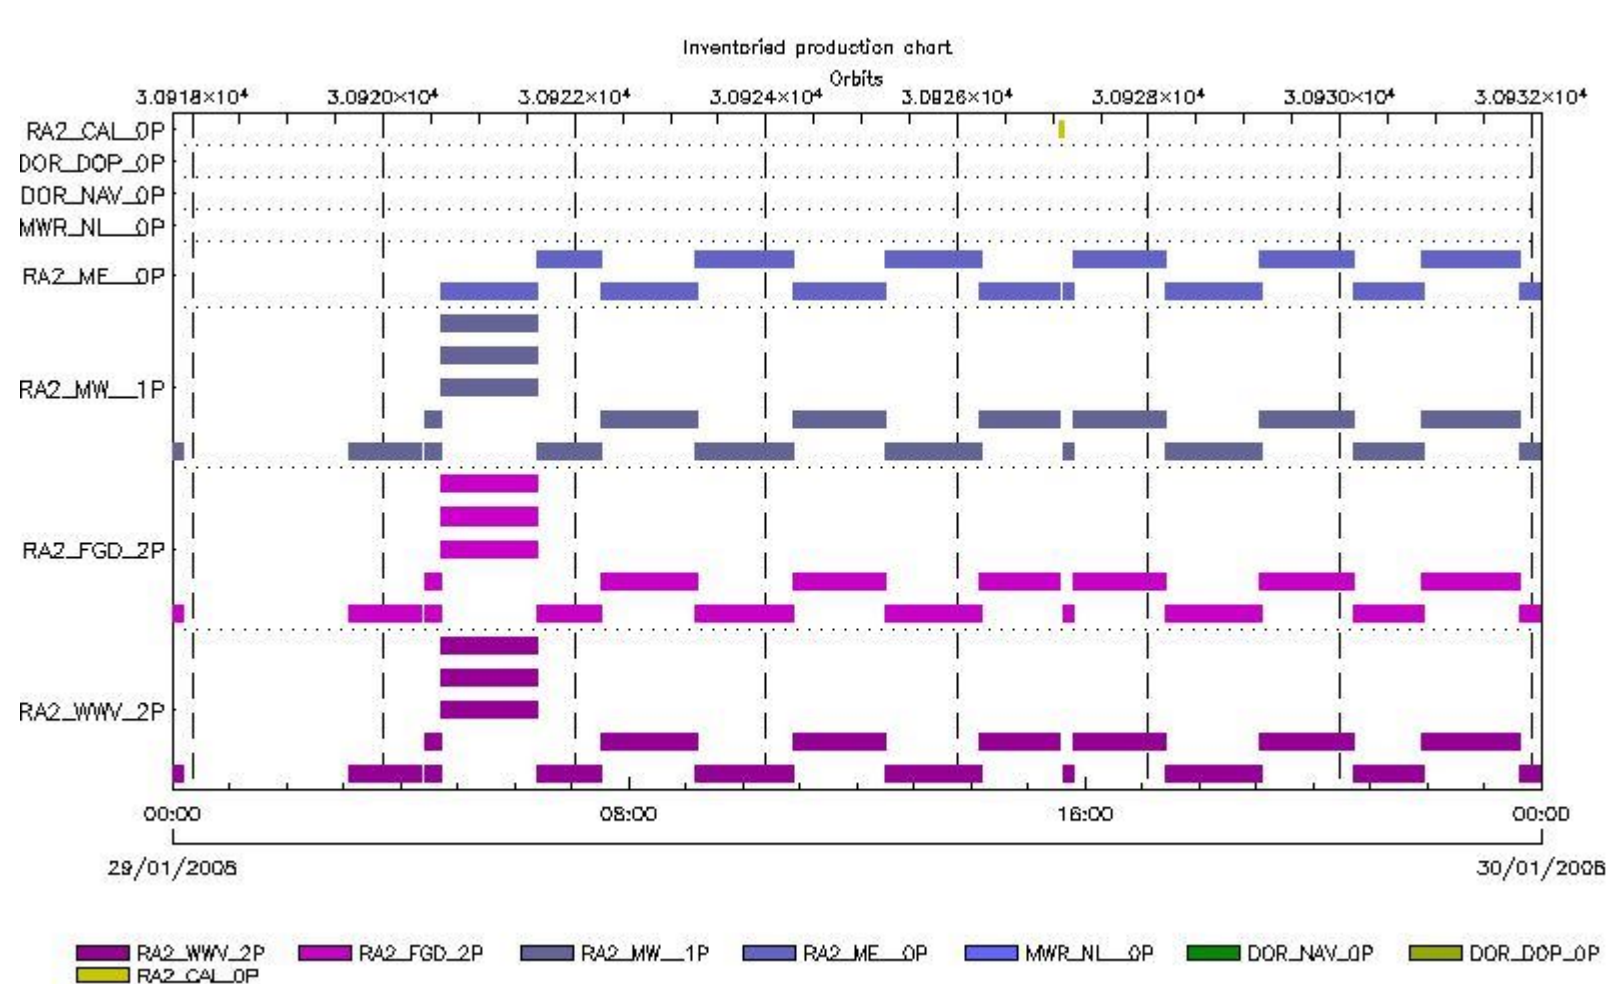 Inventoried production chart
Orbits
3.0918×10⁴ 3.0920×10⁴ 3.0922×10⁴ 3.0924×10⁴ 3.0926×10⁴ 3.0928×10⁴ 3.0930×10⁴ 3.0932×10⁴
RA2_CAL_0P
DOR_DOP_0P
DOR_NAV_0P
MWR_NL__0P
RA2_ME__0P
RA2_MW__1P
RA2_FGD_2P
RA2_WWV_2P
00:00 08:00 16:00 00:00
29/01/2008 30/01/2008
RA2_WWV_2P RA2_FGD_2P RA2_MW__1P RA2_ME__0P MWR_NL__0P DOR_NAV_0P DOR_DOP_0P
RA2_CAL_0P